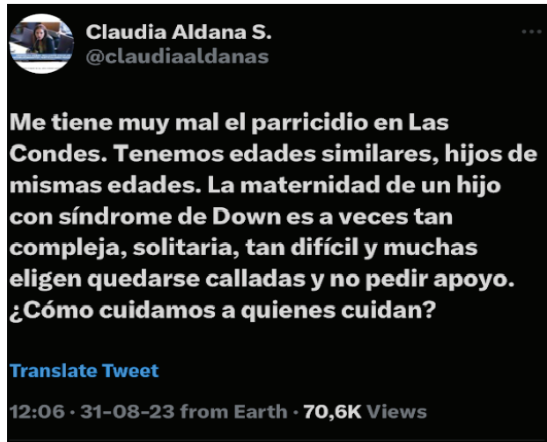 Claudia Aldana S.
@claudiaaldanas
Me tiene muy mal el parricidio en Las
Condes. Tenemos edades similares, hijos de
mismas edades. La maternidad de un hijo
con síndrome de Down es a veces tan
compleja, solitaria, tan difícil y muchas
eligen quedarse calladas y no pedir apoyo.
¿Cómo cuidamos a quienes cuidan?
Translate Tweet
12:06 · 31-08-23 from Earth · 70,6K Views